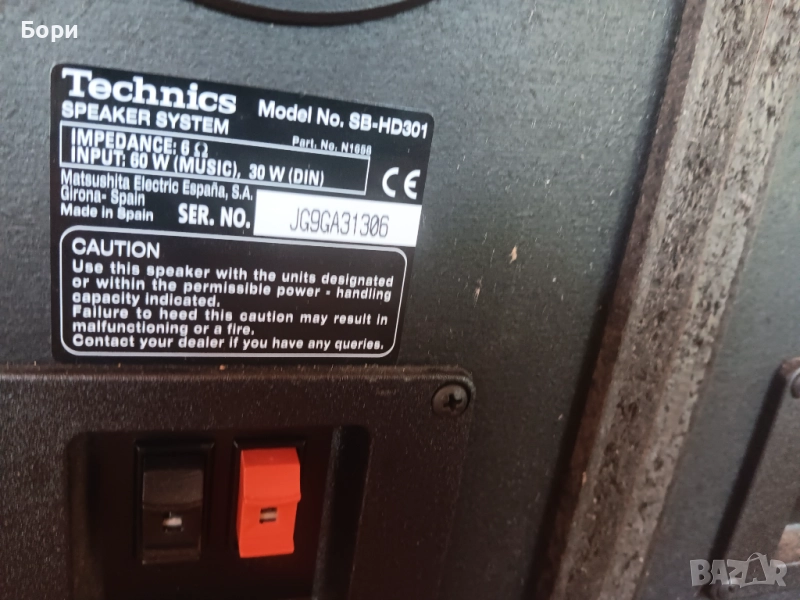 Бори
Technics
SPEAKER SYSTEM
Model No. SB-HD301
IMPEDANCE: 6 Ω
Part. No. N1666
INPUT: 60 W (MUSIC), 30 W (DIN)
Matsushita Electric España, S.A.
Girona- Spain
Made in Spain
CE
SER. NO. JG9GA31306
CAUTION
Use this speaker with the units designated
or within the permissible power - handling
capacity indicated.
Failure to heed this caution may result in
malfunctioning or a fire.
Contact your dealer if you have any queries.
BAZAR